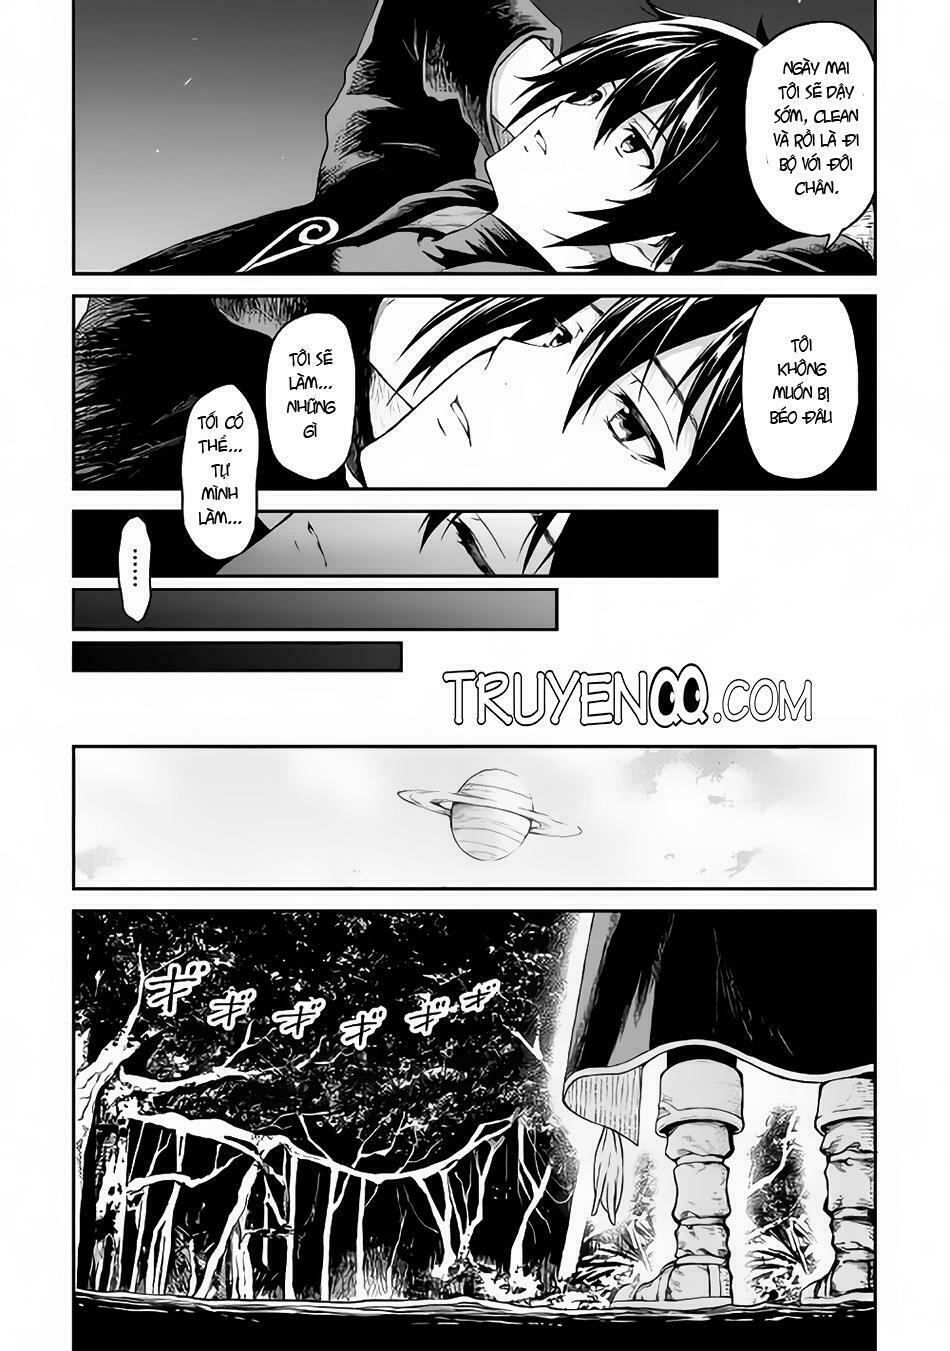 NGÀY MAI
TÔI SẼ DẬY
SỚM, CLEAN
VÀ RỒI LÀ ĐI
BỘ VỚI ĐÔI
CHÂN.
TÔI
KHÔNG
MUỐN BỊ
BÉO ĐÂU
TÔI SẼ
LÀM...
NHỮNG
GÌ
TỐI CÓ
THỂ...
TỰ
MÌNH
LÀM...
........
TRUYENQQ.COM
ギ ギ ギ ギ ギ ギ